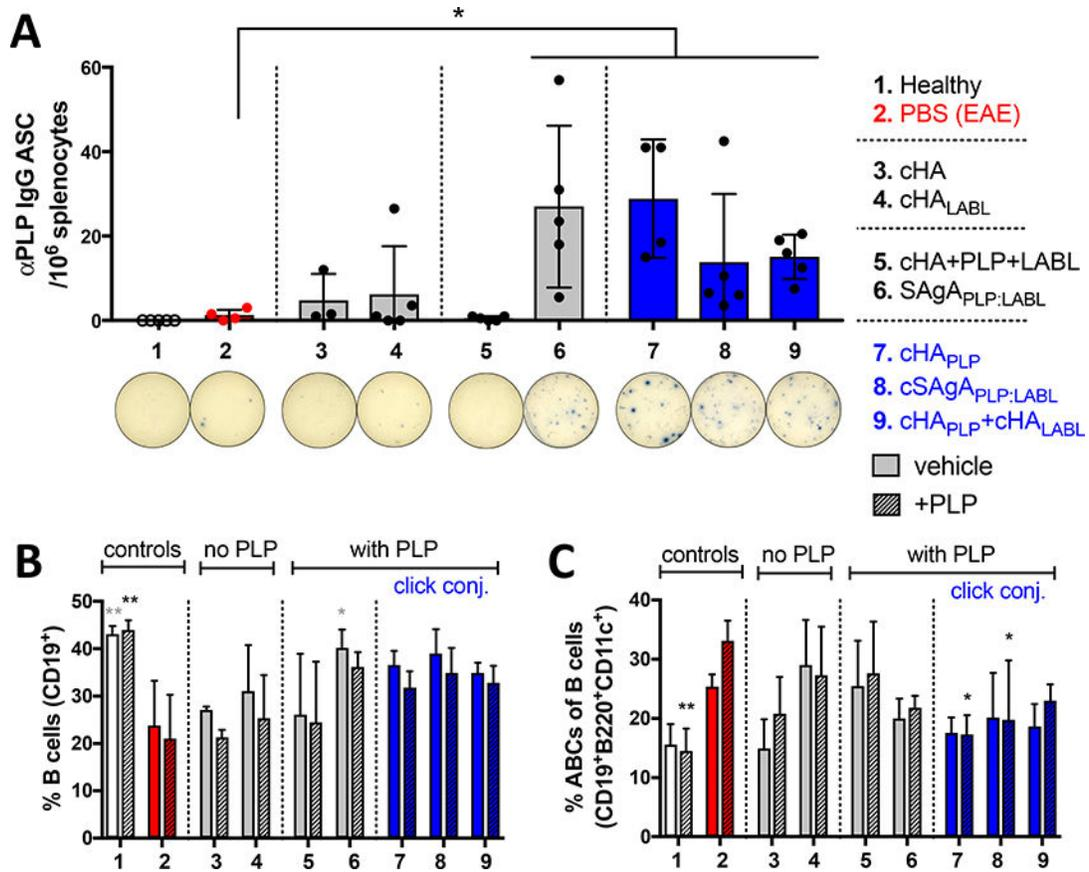 A
*
αPLP IgG ASC
/10⁶ splenocytes
60
40
20
0
1 2 3 4 5 6 7 8 9
1. Healthy
2. PBS (EAE)
3. cHA
4. cHA_LABL
5. cHA+PLP+LABL
6. SAgA_PLP:LABL
7. cHA_PLP
8. cSAgA_PLP:LABL
9. cHA_PLP+cHA_LABL
vehicle
+PLP
B
controls no PLP with PLP
click conj.
% B cells (CD19⁺)
50
40
30
20
10
0
** ** *
1 2 3 4 5 6 7 8 9
C
controls no PLP with PLP
click conj.
% ABCs of B cells
(CD19⁺B220⁺CD11c⁺)
40
30
20
10
0
** * *
1 2 3 4 5 6 7 8 9